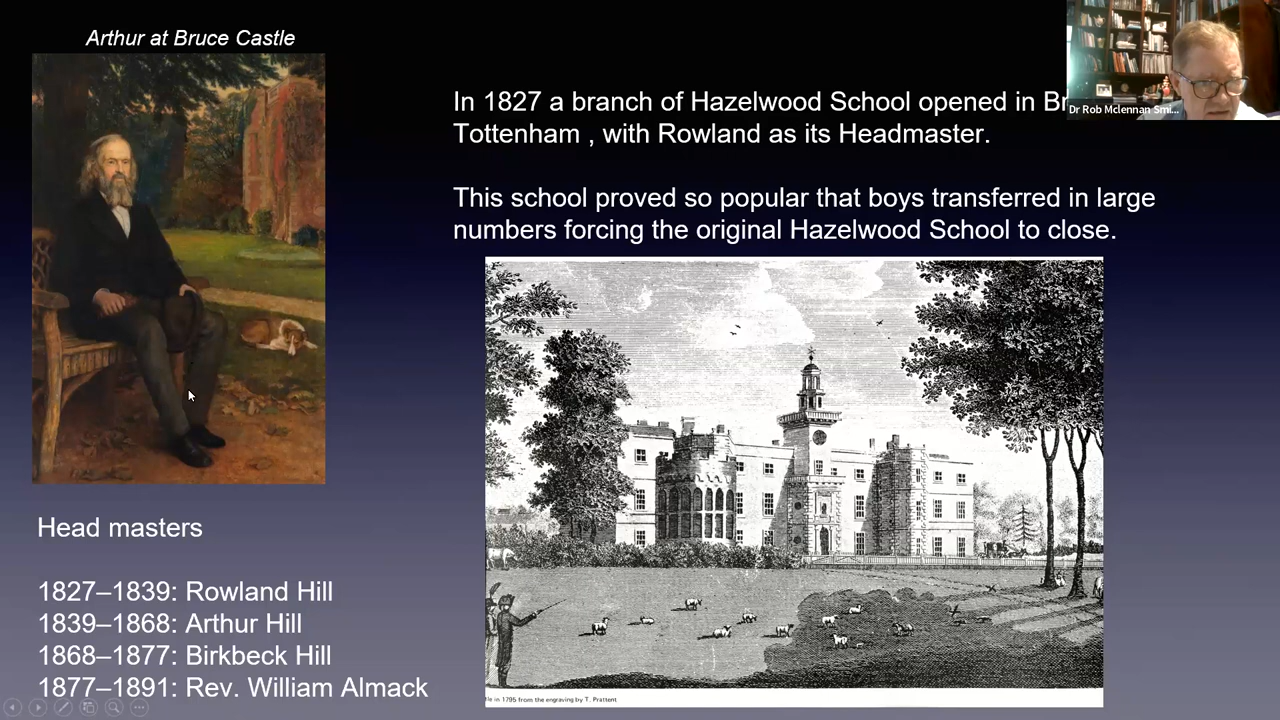 Arthur at Bruce Castle
In 1827 a branch of Hazelwood School opened in
Tottenham , with Rowland as its Headmaster.
This school proved so popular that boys transferred in large
numbers forcing the original Hazelwood School to close.
Dr Rob Mclennan Smi...
Head masters
1827–1839: Rowland Hill
1839–1868: Arthur Hill
1868–1877: Birkbeck Hill
1877–1891: Rev. William Almack
in 1795 from the engraving by T. Prattent